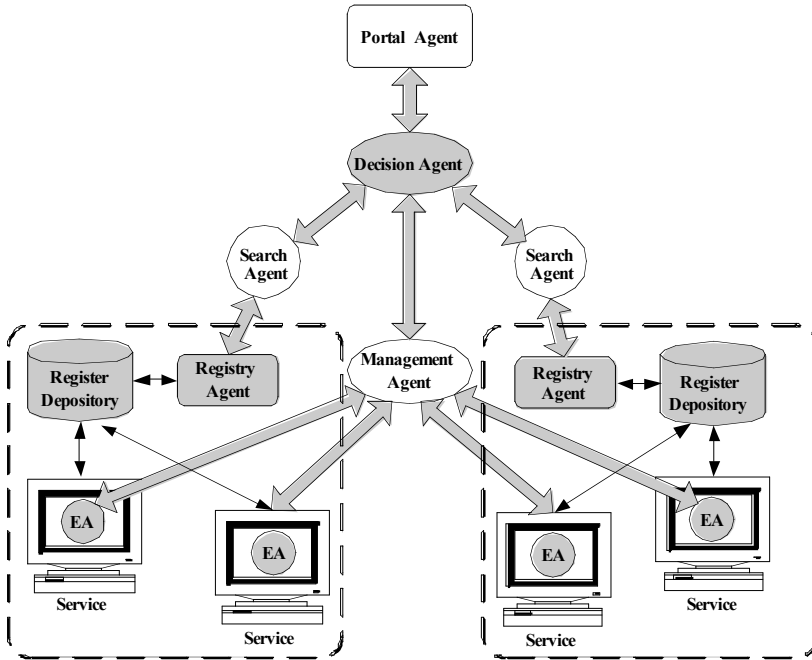 Portal Agent
Decision Agent
Search
Agent
Search
Agent
Register
Depository
Registry
Agent
Management
Agent
Registry
Agent
Register
Depository
EA
EA
EA
EA
Service
Service
Service
Service